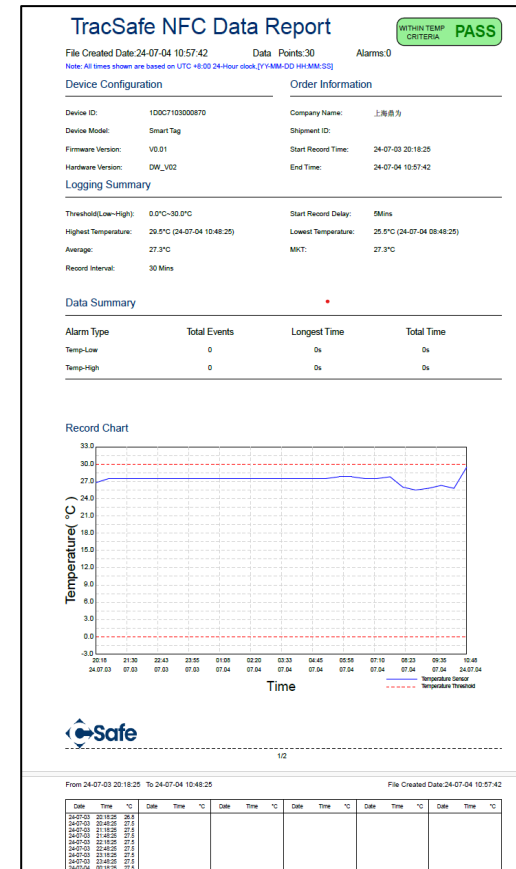 TracSafe NFC Data Report
WITHIN TEMP CRITERIA PASS
File Created Date:24-07-04 10:57:42 Data Points:30 Alarms:0
Note: All times shown are based on UTC +8:00 24-Hour clock,[YY-MM-DD HH:MM:SS]
Device Configuration Order Information
Device ID: 1D0C7103000870 Company Name: 上海鼎为
Device Model: Smart Tag Shipment ID:
Firmware Version: V0.01 Start Record Time: 24-07-03 20:18:25
Hardware Version: DW_V02 End Time: 24-07-04 10:57:42
Logging Summary
Threshold(Low~High): 0.0°C~30.0°C Start Record Delay: 5Mins
Highest Temperature: 29.5°C (24-07-04 10:48:25) Lowest Temperature: 25.5°C (24-07-04 08:48:25)
Average: 27.3°C MKT: 27.3°C
Record Interval: 30 Mins
Data Summary
Alarm Type Total Events Longest Time Total Time
Temp-Low 0 0s 0s
Temp-High 0 0s 0s
Record Chart
33.0
30.0
27.0
24.0
21.0
18.0
15.0
12.0
9.0
6.0
3.0
0.0
-3.0
Temperature( °C )
20:18 21:30 22:43 23:55 01:08 02:20 03:33 04:45 05:58 07:10 08:23 09:35 10:48
24.07.03 07.03 07.03 07.03 07.04 07.04 07.04 07.04 07.04 07.04 07.04 07.04 24.07.04
Time
Temperature Sensor
Temperature Threshold
Safe
1/2
From 24-07-03 20:18:25 To 24-07-04 10:48:25 File Created Date:24-07-04 10:57:42
Date Time °C Date Time °C Date Time °C Date Time °C Date Time °C Date Time °C
24-07-03 20:18:25 26.8
24-07-03 20:48:25 27.5
24-07-03 21:18:25 27.5
24-07-03 21:48:25 27.5
24-07-03 22:18:25 27.5
24-07-03 22:48:25 27.5
24-07-03 23:18:25 27.5
24-07-03 23:48:25 27.5
24-07-04 00:18:25 27.5